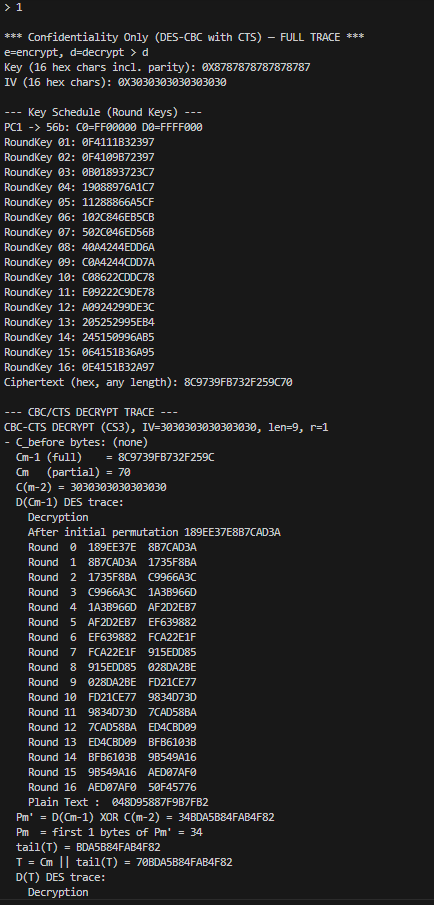 > 1
*** Confidentiality Only (DES-CBC with CTS) — FULL TRACE ***
e=encrypt, d=decrypt > d
Key (16 hex chars incl. parity): 0X8787878787878787
IV (16 hex chars): 0X3030303030303030
--- Key Schedule (Round Keys) ---
PC1 -> 56b: C0=FF00000 D0=FFFF000
RoundKey 01: 0F4111B32397
RoundKey 02: 0F4109B72397
RoundKey 03: 0B01893723C7
RoundKey 04: 19088976A1C7
RoundKey 05: 11288866A5CF
RoundKey 06: 102C846EB5CB
RoundKey 07: 502C046ED56B
RoundKey 08: 40A4244EDD6A
RoundKey 09: C0A4244CDD7A
RoundKey 10: C08622CDDC78
RoundKey 11: E09222C9DE78
RoundKey 12: A0924299DE3C
RoundKey 13: 205252995EB4
RoundKey 14: 245150996AB5
RoundKey 15: 064151B36A95
RoundKey 16: 0E4151B32A97
Ciphertext (hex, any length): 8C9739FB732F259C70
--- CBC/CTS DECRYPT TRACE ---
CBC-CTS DECRYPT (CS3), IV=3030303030303030, len=9, r=1
- C_before bytes: (none)
Cm-1 (full)    = 8C9739FB732F259C
Cm   (partial) = 70
C(m-2) = 3030303030303030
D(Cm-1) DES trace:
Decryption
After initial permutation 189EE37E8B7CAD3A
Round  0  189EE37E  8B7CAD3A
Round  1  8B7CAD3A  1735F8BA
Round  2  1735F8BA  C9966A3C
Round  3  C9966A3C  1A3B966D
Round  4  1A3B966D  AF2D2EB7
Round  5  AF2D2EB7  EF639882
Round  6  EF639882  FCA22E1F
Round  7  FCA22E1F  915EDD85
Round  8  915EDD85  028DA2BE
Round  9  028DA2BE  FD21CE77
Round 10  FD21CE77  9834D73D
Round 11  9834D73D  7CAD58BA
Round 12  7CAD58BA  ED4CBD09
Round 13  ED4CBD09  BFB6103B
Round 14  BFB6103B  9B549A16
Round 15  9B549A16  AED07AF0
Round 16  AED07AF0  50F45776
Plain Text :  048D95887F9B7FB2
Pm' = D(Cm-1) XOR C(m-2) = 34BDA5B84FAB4F82
Pm  = first 1 bytes of Pm' = 34
tail(T) = BDA5B84FAB4F82
T = Cm || tail(T) = 70BDA5B84FAB4F82
D(T) DES trace:
Decryption